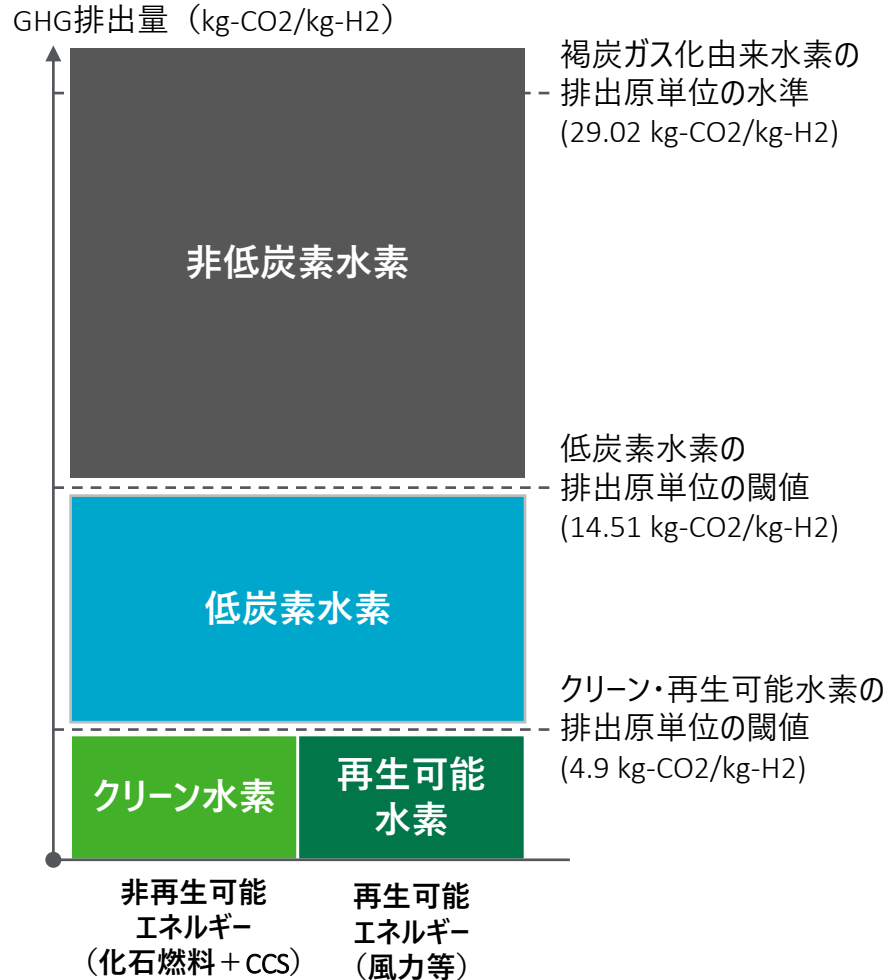 GHG排出量（kg-CO2/kg-H2）
褐炭ガス化由来水素の
排出原単位の水準
(29.02 kg-CO2/kg-H2)
非低炭素水素
低炭素水素の
排出原単位の閾値
(14.51 kg-CO2/kg-H2)
低炭素水素
クリーン・再生可能水素の
排出原単位の閾値
(4.9 kg-CO2/kg-H2)
クリーン水素
再生可能
水素
非再生可能
エネルギー
（化石燃料＋CCS）
再生可能
エネルギー
（風力等）